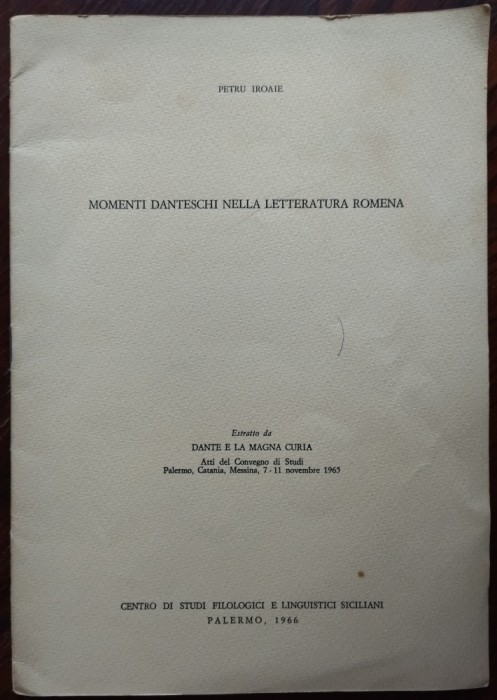 PETRU IROAIE
MOMENTI DANTESCHI NELLA LETTERATURA ROMENA
Estratto da
DANTE E LA MAGNA CURIA
Atti del Convegno di Studi
Palermo, Catania, Messina, 7 - 11 novembre 1965
CENTRO DI STUDI FILOLOGICI E LINGUISTICI SICILIANI
PALERMO, 1966